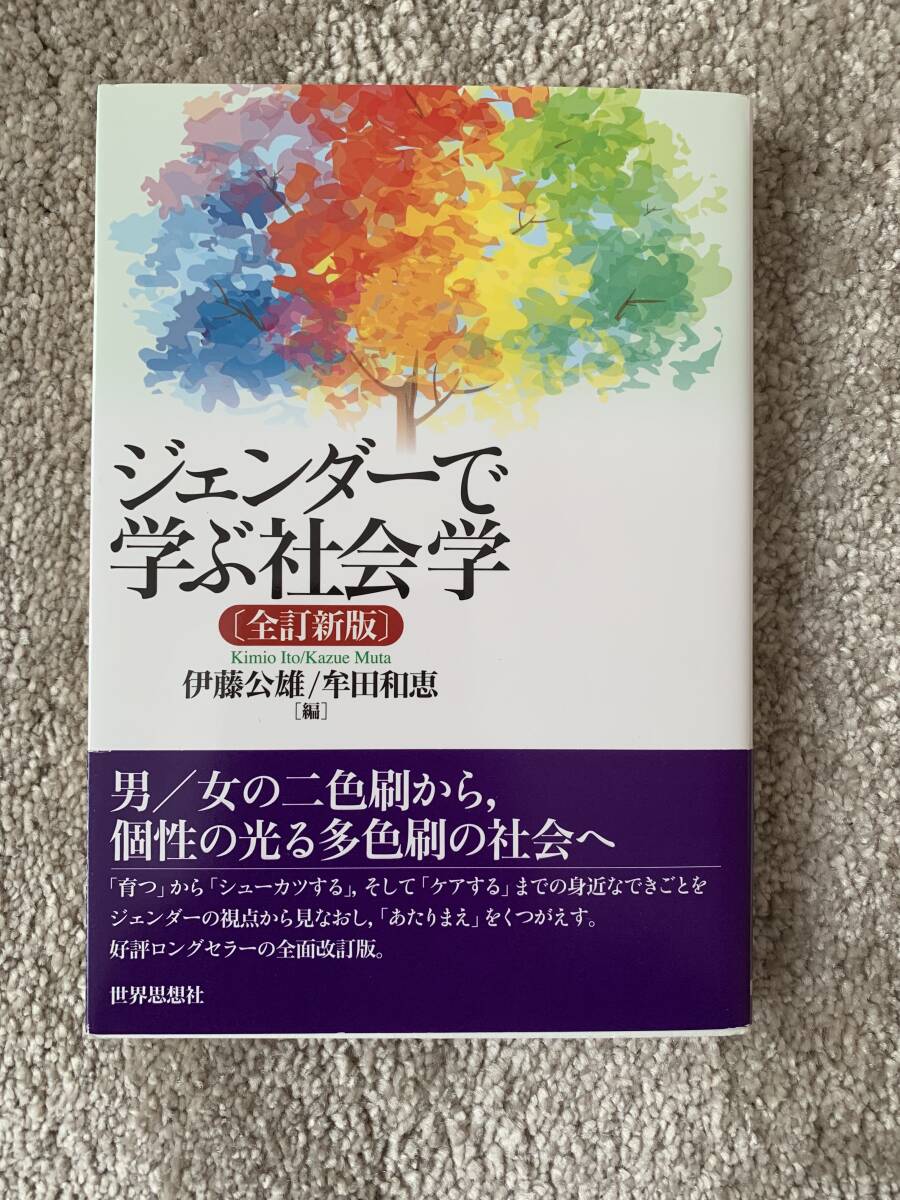 ジェンダーで
学ぶ社会学
〔全訂新版〕
Kimio Ito/Kazue Muta
伊藤公雄/牟田和恵
［編］
男／女の二色刷から，
個性の光る多色刷の社会へ
「育つ」から「シューカツする」，そして「ケアする」までの身近なできごとを
ジェンダーの視点から見なおし，「あたりまえ」をくつがえす。
好評ロングセラーの全面改訂版。
世界思想社